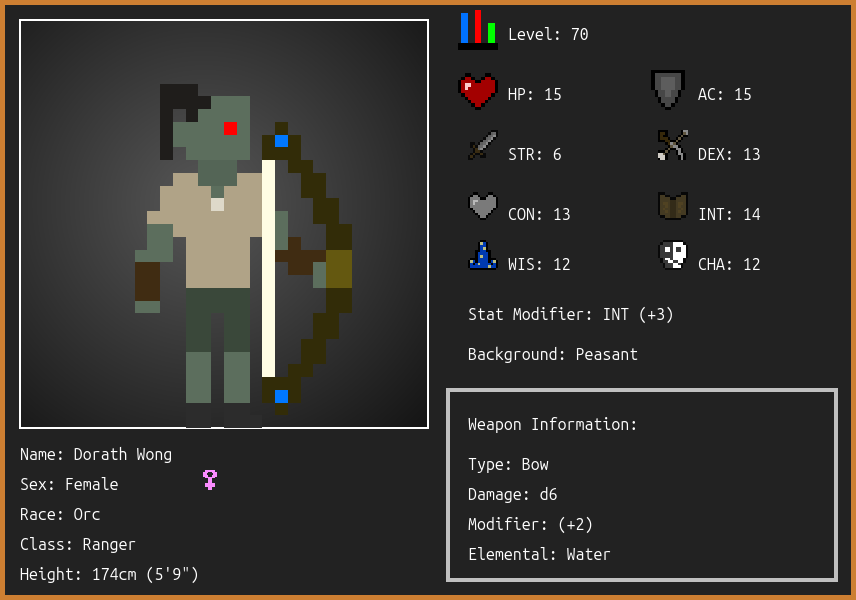 Level: 70
HP: 15
AC: 15
STR: 6
DEX: 13
CON: 13
INT: 14
WIS: 12
CHA: 12
Stat Modifier: INT (+3)
Background: Peasant
Weapon Information:
Type: Bow
Damage: d6
Modifier: (+2)
Elemental: Water
Name: Dorath Wong
Sex: Female
Race: Orc
Class: Ranger
Height: 174cm (5'9")